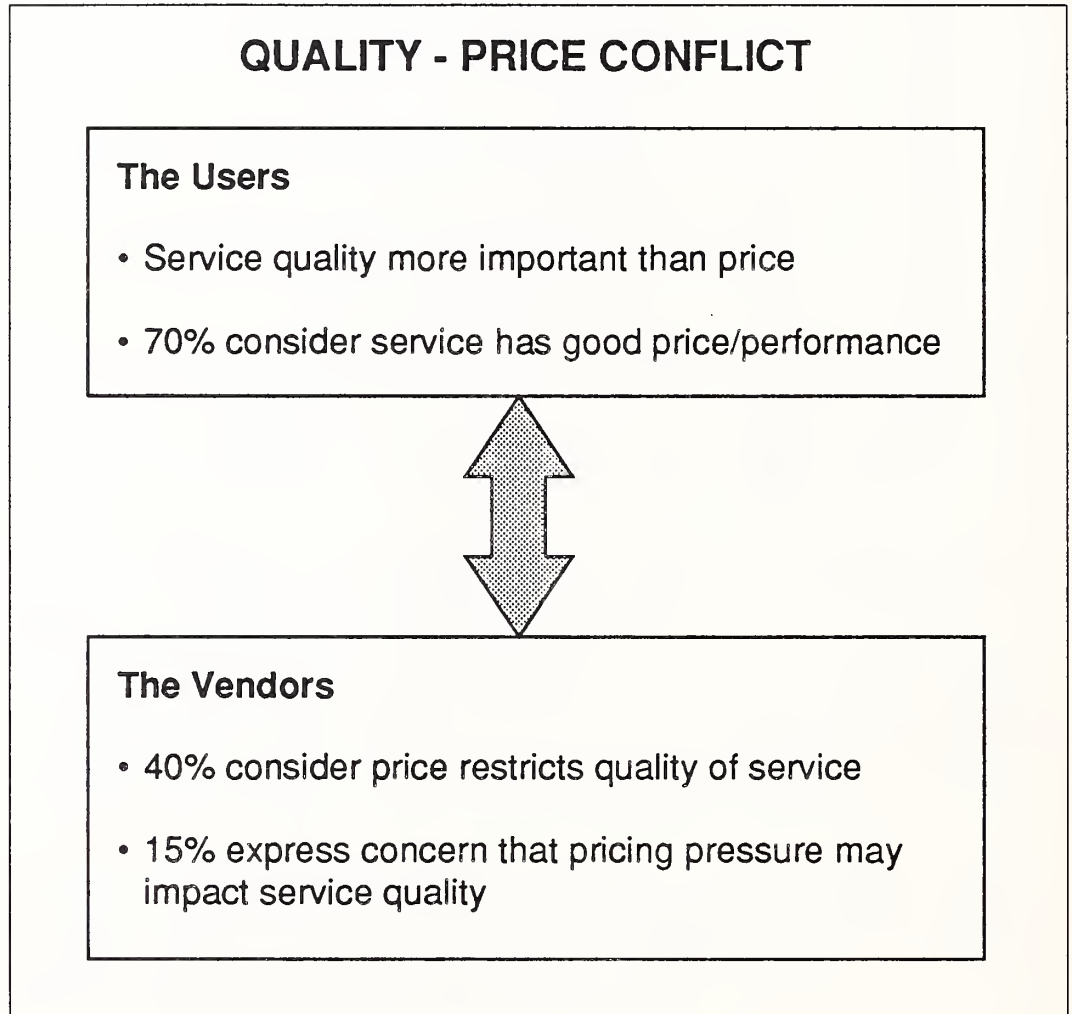 QUALITY - PRICE CONFLICT
The Users
• Service quality more important than price
• 70% consider service has good price/performance
The Vendors
• 40% consider price restricts quality of service
• 15% express concern that pricing pressure may
impact service quality